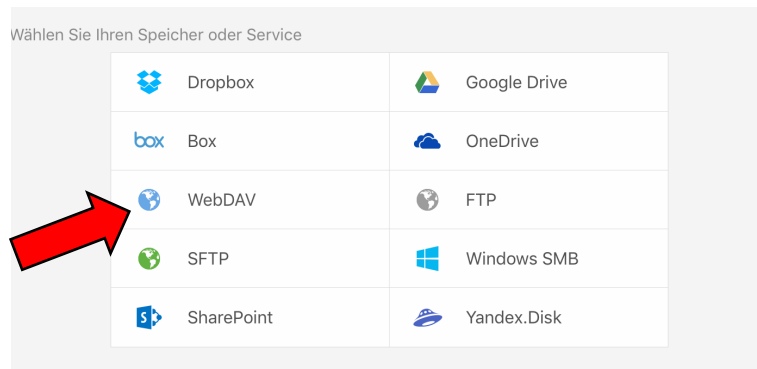 Wählen Sie Ihren Speicher oder Service
Dropbox Google Drive
box Box OneDrive
WebDAV FTP
SFTP Windows SMB
S SharePoint Yandex.Disk